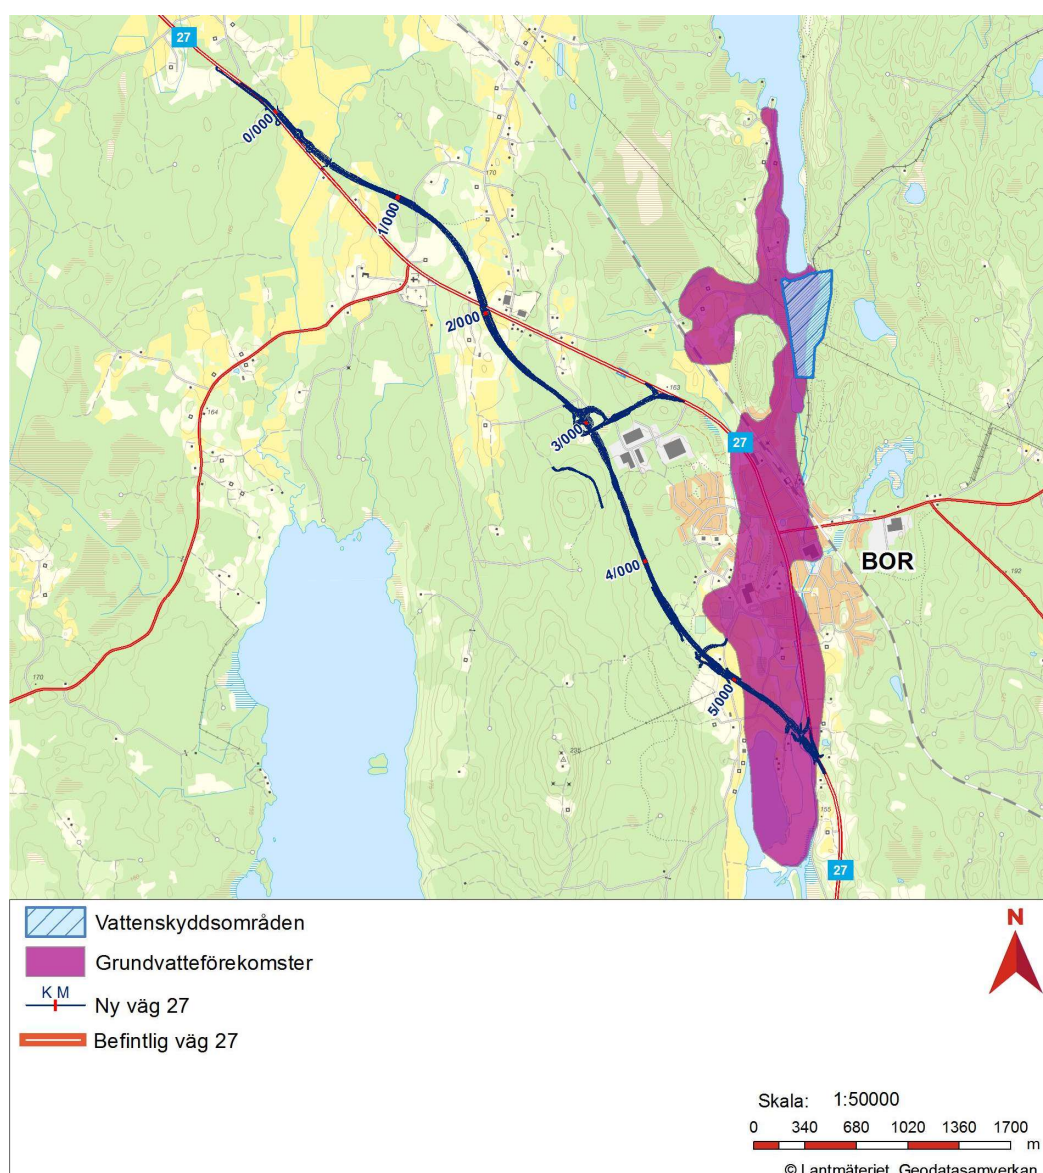 27
0/000
170
1/000
2/000
163
164
3/000
27
BOR
4/000
192
170
5/000
235
155
27
Vattenskyddsområden
Grundvatteförekomster
K M
Ny väg 27
Befintlig väg 27
N
Skala: 1:50000
0 340 680 1020 1360 1700
m
© Lantmäteriet, Geodatasamverkan